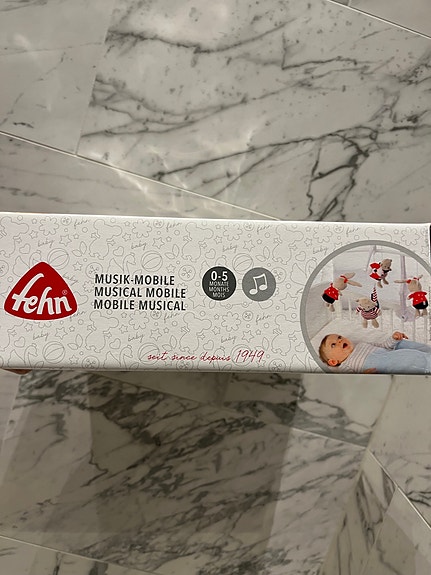 fehn®
MUSIK-MOBILE
MUSICAL MOBILE
MOBILE MUSICAL
0-5
MONATE
MONTHS
MOIS
seit since depuis 1949